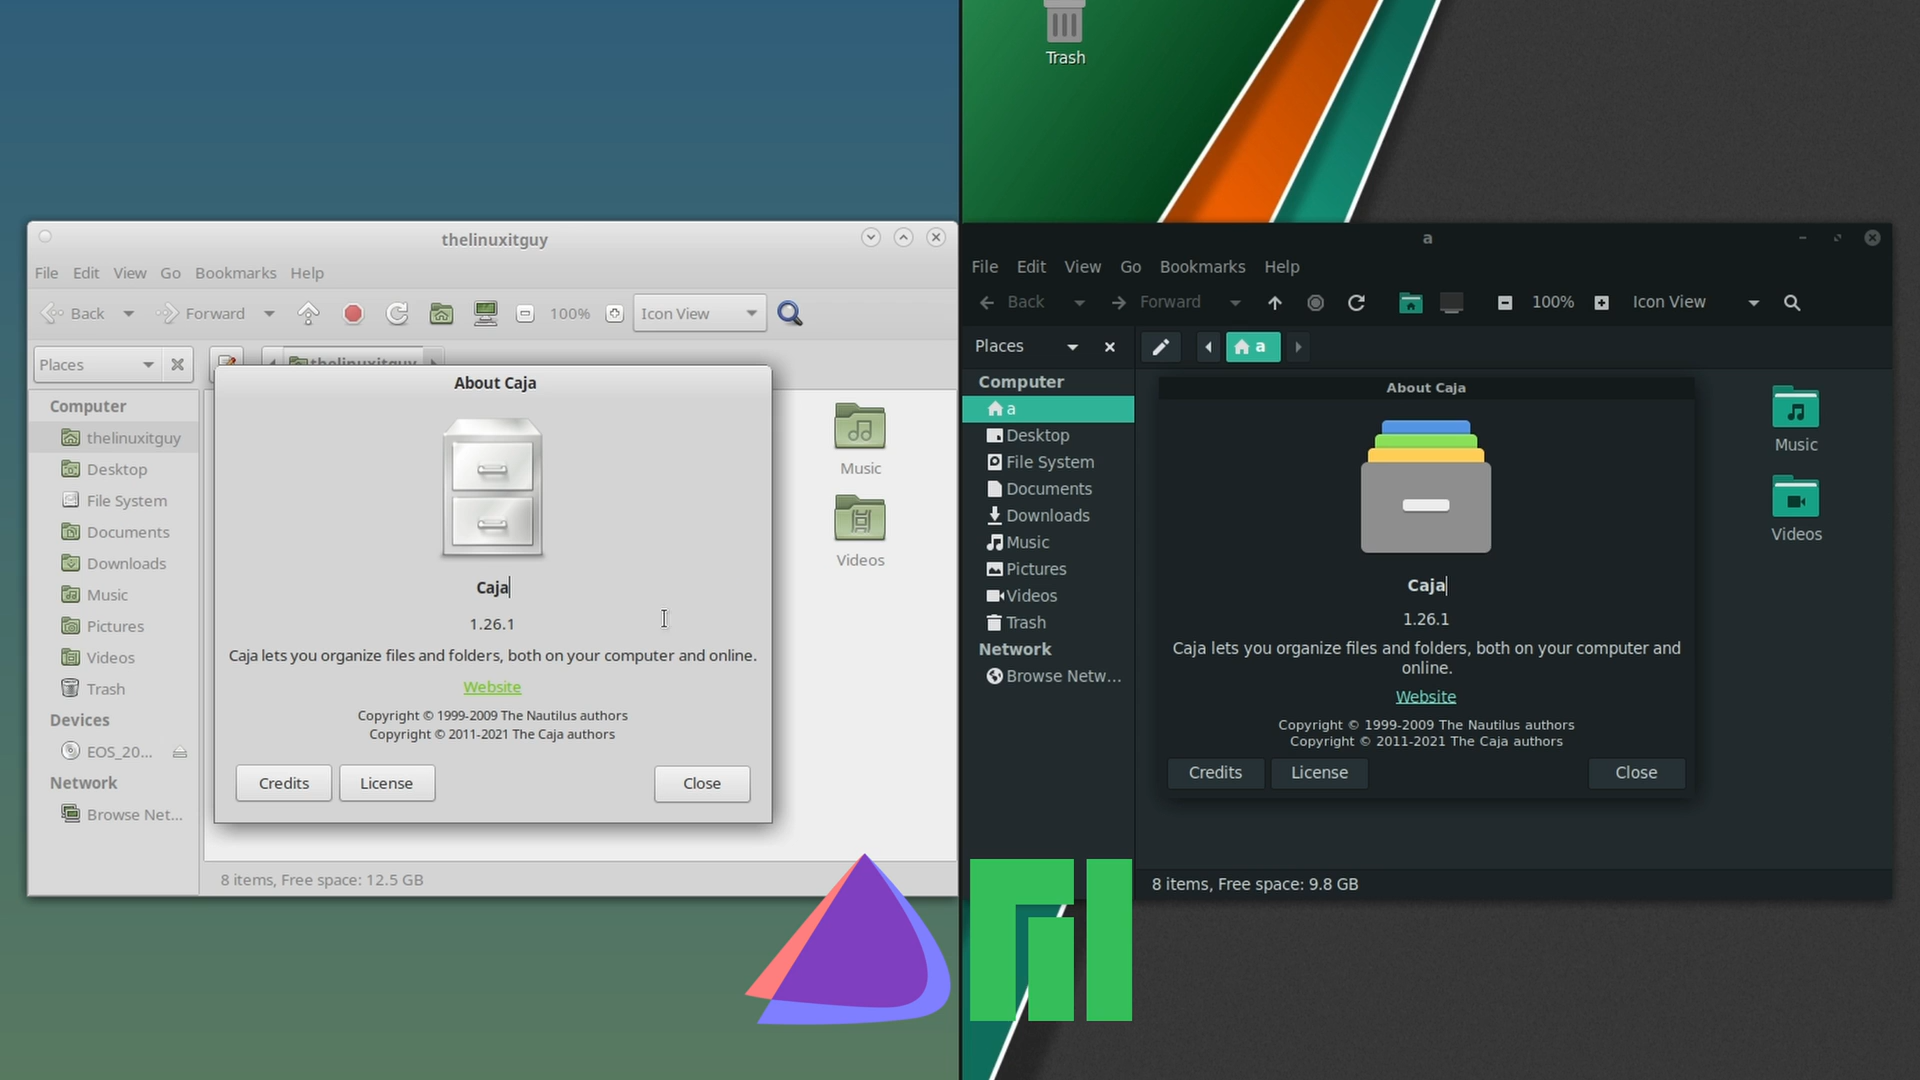 thelinuxitguy
File Edit View Go Bookmarks Help
Back Forward 100% Icon View
Places thelinuxitguy
Computer
thelinuxitguy
Desktop
File System
Documents
Downloads
Music
Pictures
Videos
Trash
Devices
EOS_20...
Network
Browse Net...
About Caja
Caja
1.26.1
Caja lets you organize files and folders, both on your computer and online.
Website
Copyright © 1999-2009 The Nautilus authors
Copyright © 2011-2021 The Caja authors
Credits License Close
Music
Videos
8 items, Free space: 12.5 GB
Trash
a
File Edit View Go Bookmarks Help
Back Forward 100% Icon View
Places a
Computer
a
Desktop
File System
Documents
Downloads
Music
Pictures
Videos
Trash
Network
Browse Netw...
About Caja
Caja
1.26.1
Caja lets you organize files and folders, both on your computer and
online.
Website
Copyright © 1999-2009 The Nautilus authors
Copyright © 2011-2021 The Caja authors
Credits License Close
Music
Videos
8 items, Free space: 9.8 GB